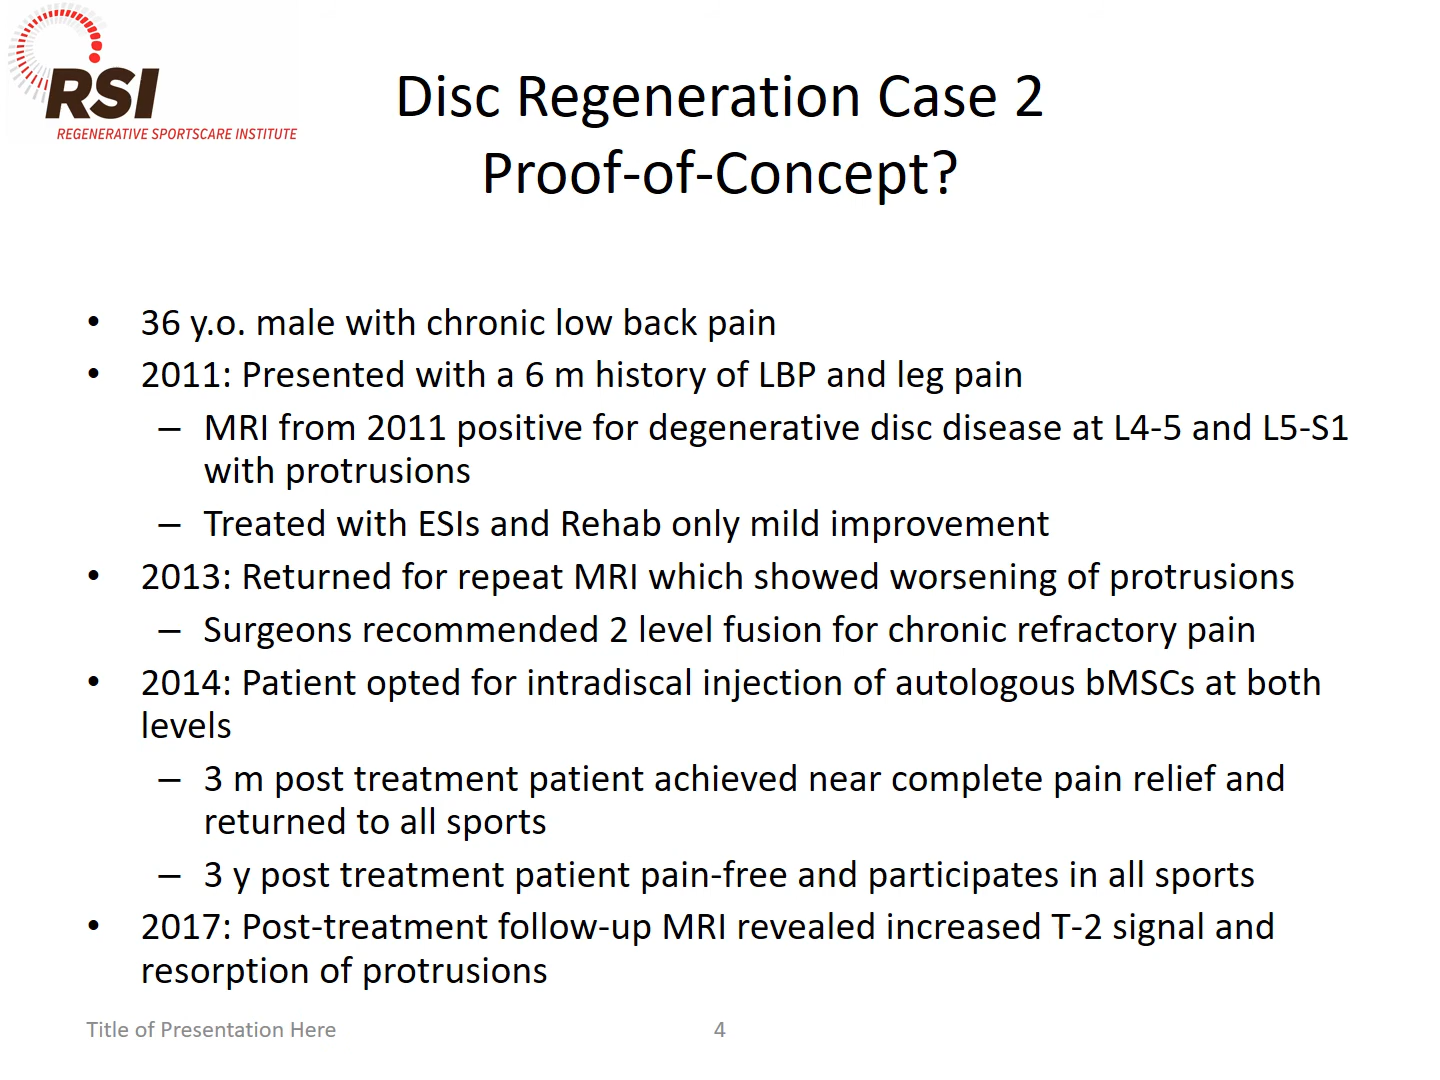 RSI
REGENERATIVE SPORTSCARE INSTITUTE
Disc Regeneration Case 2
Proof-of-Concept?
• 36 y.o. male with chronic low back pain
• 2011: Presented with a 6 m history of LBP and leg pain
– MRI from 2011 positive for degenerative disc disease at L4-5 and L5-S1
with protrusions
– Treated with ESIs and Rehab only mild improvement
• 2013: Returned for repeat MRI which showed worsening of protrusions
– Surgeons recommended 2 level fusion for chronic refractory pain
• 2014: Patient opted for intradiscal injection of autologous bMSCs at both
levels
– 3 m post treatment patient achieved near complete pain relief and
returned to all sports
– 3 y post treatment patient pain-free and participates in all sports
• 2017: Post-treatment follow-up MRI revealed increased T-2 signal and
resorption of protrusions
Title of Presentation Here
4